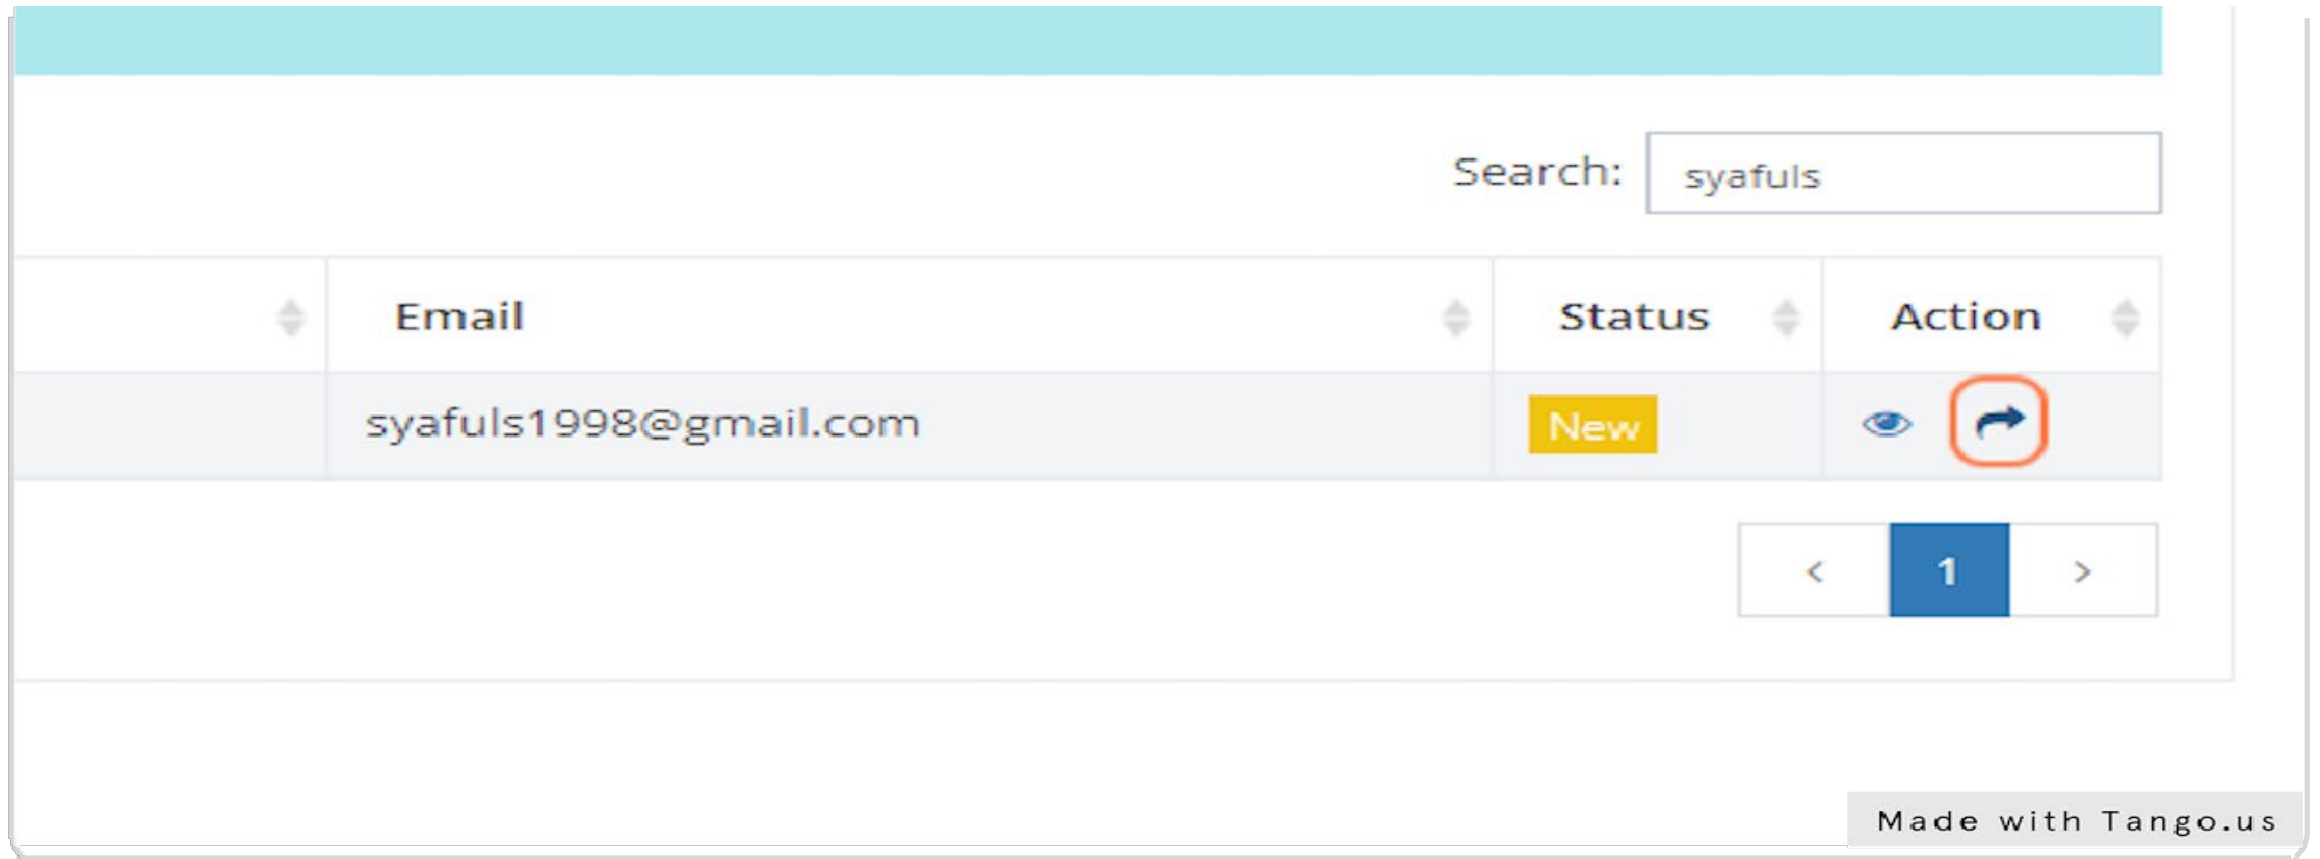 Search: syafuls
Email Status Action
syafuls1998@gmail.com New
< 1 >
Made with Tango.us